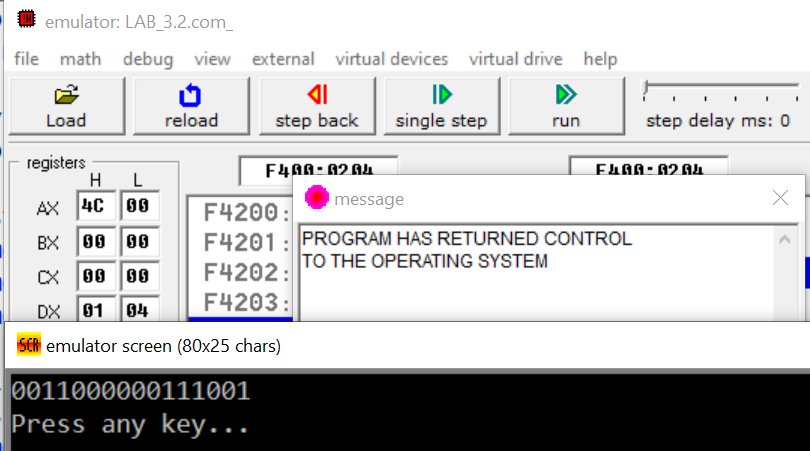 emulator: LAB_3.2.com_
file math debug view external virtual devices virtual drive help
Load reload step back single step run step delay ms: 0
registers
H L
F400:0204 F400:0204
AX 4C 00
BX 00 00
CX 00 00
DX 01 04
F4200:
F4201:
F4202:
F4203:
message
PROGRAM HAS RETURNED CONTROL
TO THE OPERATING SYSTEM
SCR emulator screen (80x25 chars)
0011000000111001
Press any key...